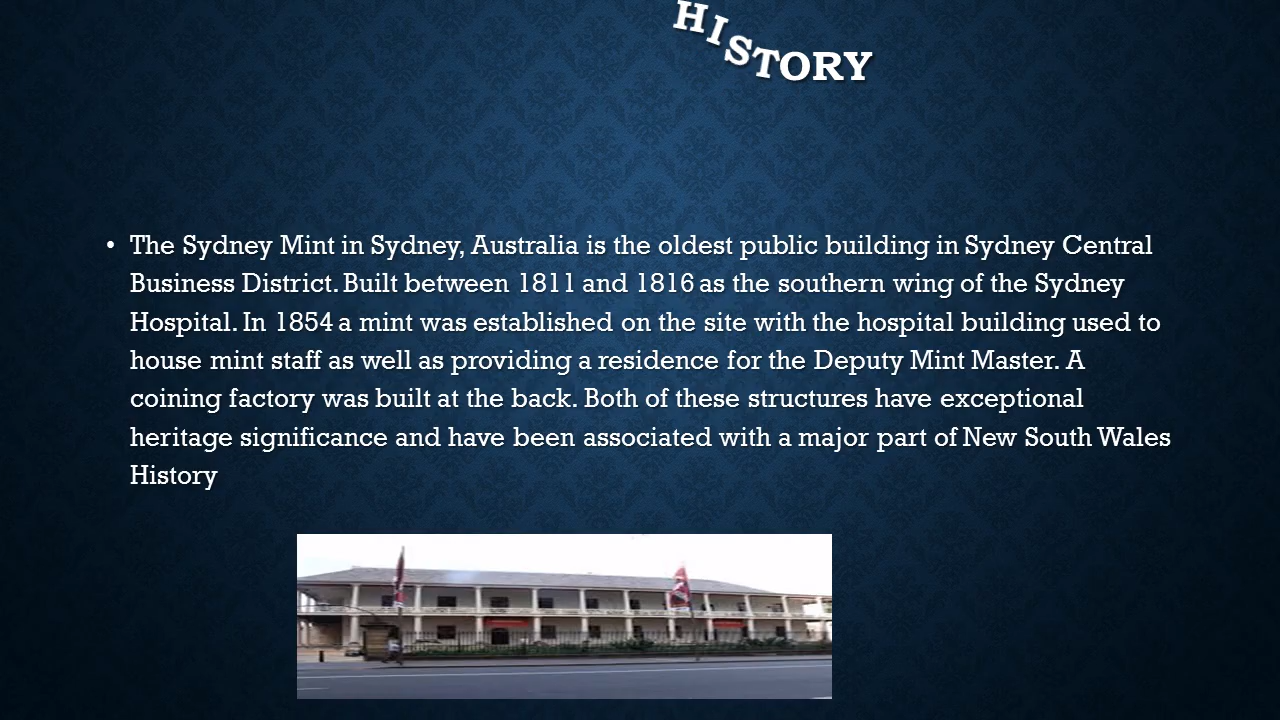 HISTORY
• The Sydney Mint in Sydney, Australia is the oldest public building in Sydney Central
Business District. Built between 1811 and 1816 as the southern wing of the Sydney
Hospital. In 1854 a mint was established on the site with the hospital building used to
house mint staff as well as providing a residence for the Deputy Mint Master. A
coining factory was built at the back. Both of these structures have exceptional
heritage significance and have been associated with a major part of New South Wales
History